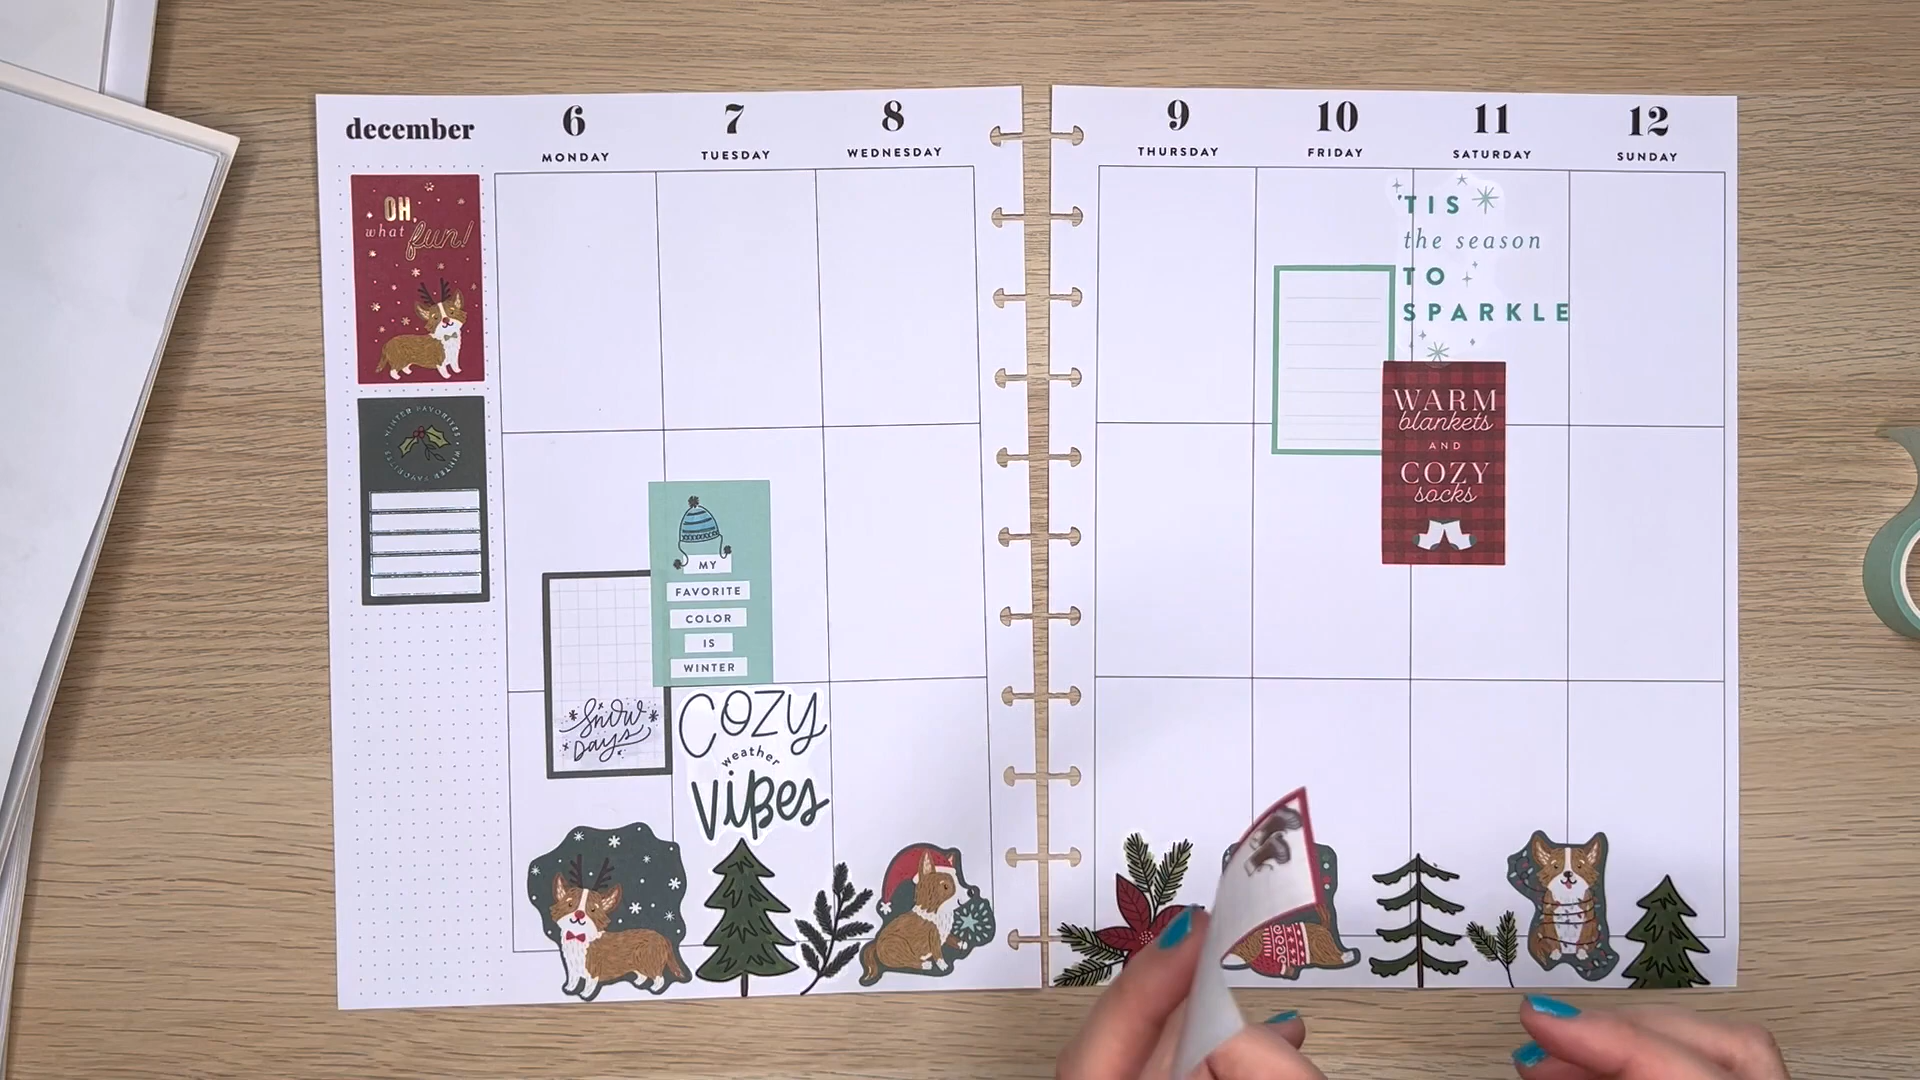 december
6
MONDAY
7
TUESDAY
8
WEDNESDAY
9
THURSDAY
10
FRIDAY
11
SATURDAY
12
SUNDAY
OH,
what fun!
WINTER FAVORITES • WINTER FAVORITES •
MY
FAVORITE
COLOR
IS
WINTER
Snow
Days
COZY
weather
vibes
'TIS
the season
TO
SPARKLE
WARM
blankets
AND
COZY
socks